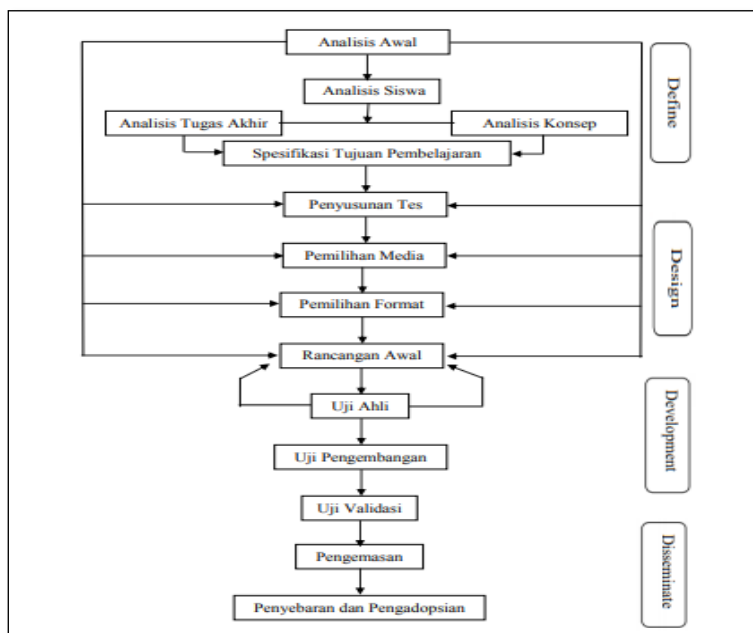 Analisis Awal
Analisis Siswa
Analisis Tugas Akhir
Analisis Konsep
Spesifikasi Tujuan Pembelajaran
Penyusunan Tes
Pemilihan Media
Pemilihan Format
Rancangan Awal
Uji Ahli
Uji Pengembangan
Uji Validasi
Pengemasan
Penyebaran dan Pengadopsian
Define
Design
Development
Disseminate